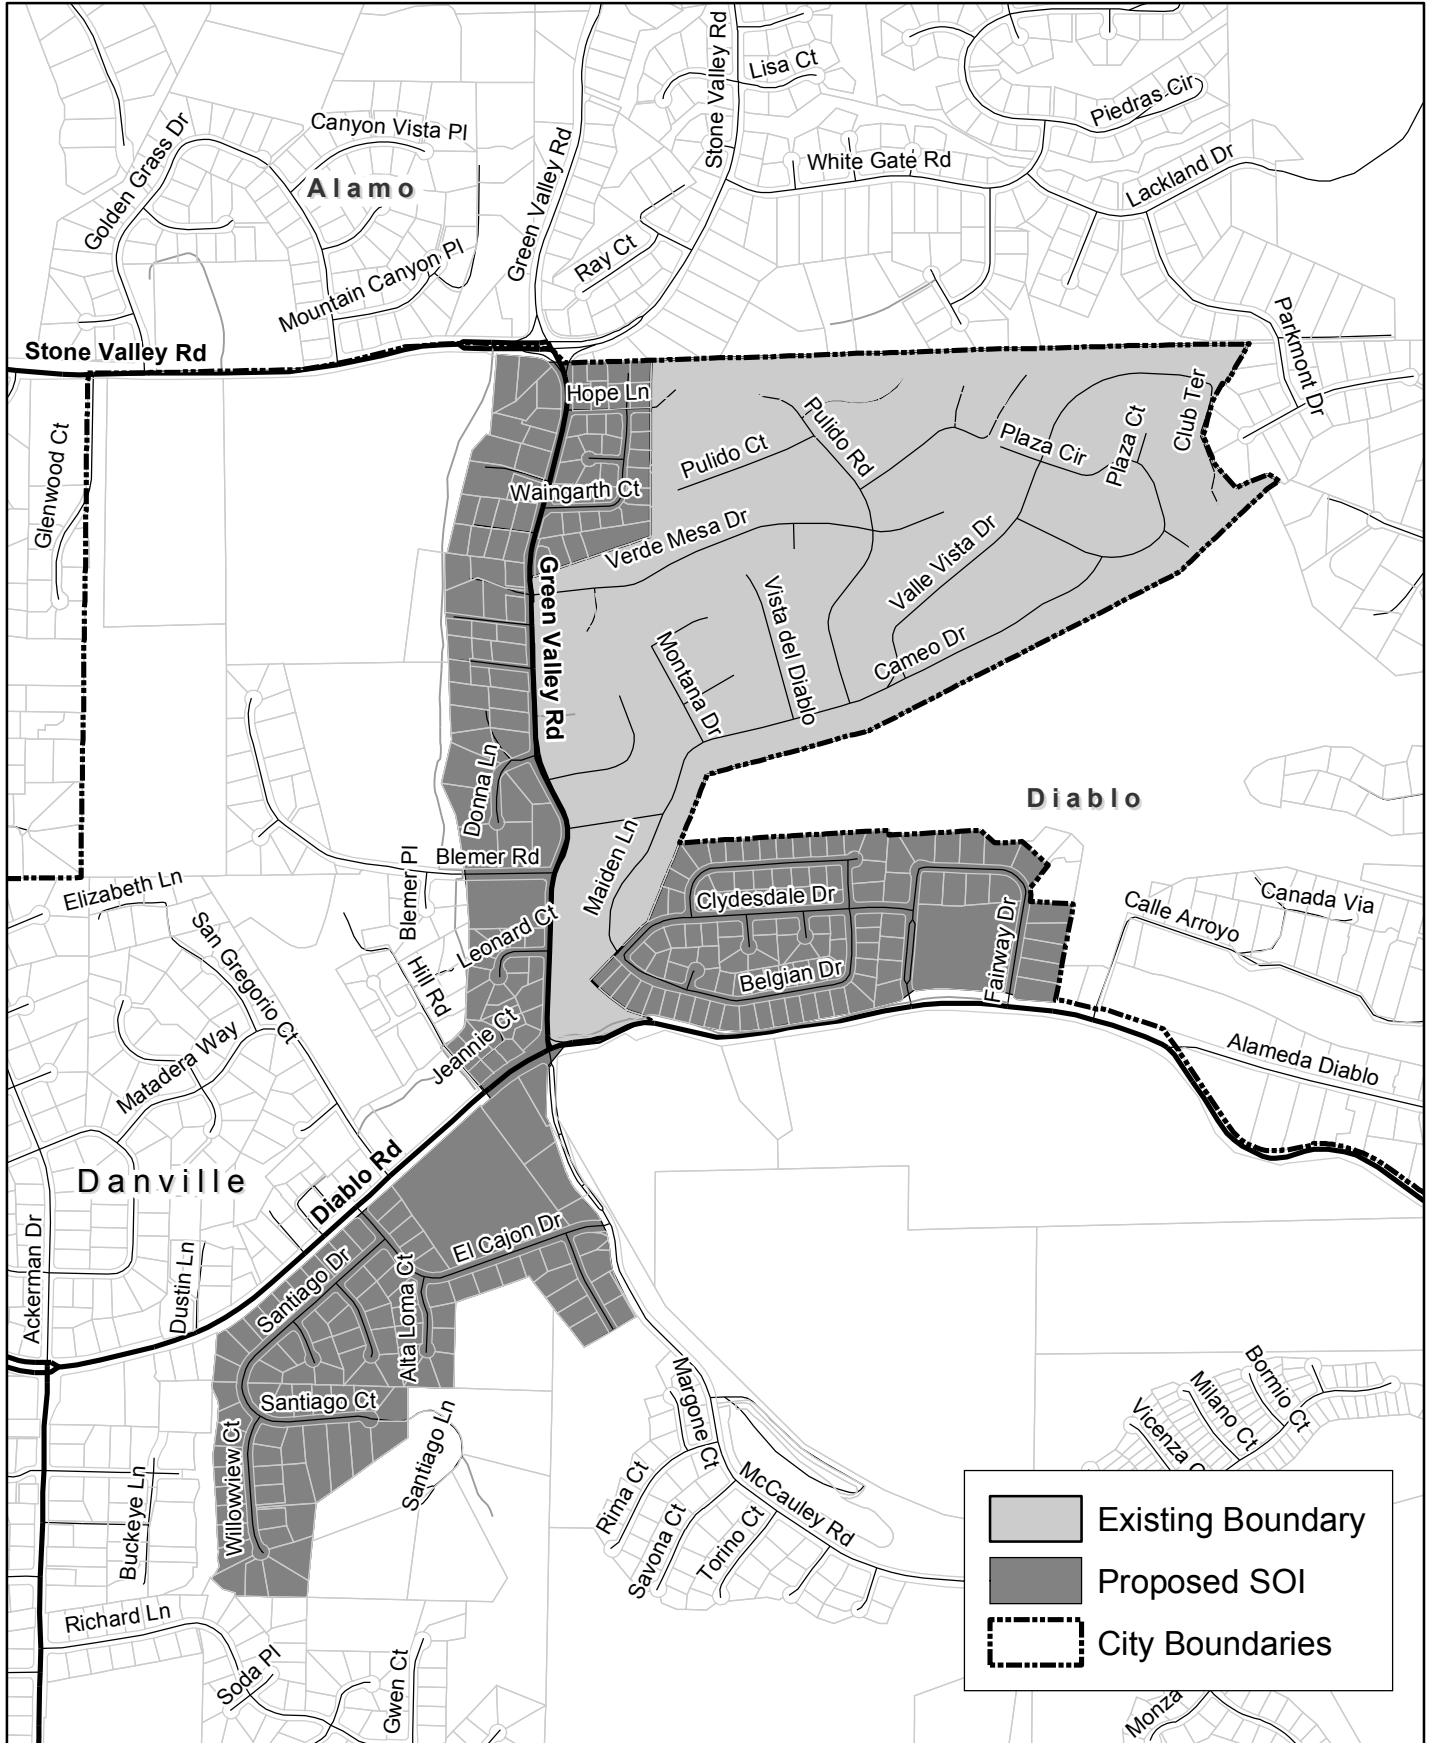 Stone Valley Rd
Lisa Ct
Piedras Cir
Golden Grass Dr
Canyon Vista Pl
Alamo
Green Valley Rd
White Gate Rd
Lackland Dr
Ray Ct
Mountain Canyon Pl
Parkmont Dr
Stone Valley Rd
Hope Ln
Club Ter
Pulido Rd
Plaza Ct
Plaza Cir
Pulido Ct
Glenwood Ct
Waingarth Ct
Verde Mesa Dr
Valle Vista Dr
Green Valley Rd
Vista del Diablo
Montana Dr
Cameo Dr
Donna Ln
Diablo
Blemer Rd
Maiden Ln
Elizabeth Ln
Blemer Pl
Clydesdale Dr
Canada Via
Calle Arroyo
San Gregorio Ct
Leonard Ct
Hill Rd
Fairway Dr
Belgian Dr
Jeannie Ct
Matadera Way
Alameda Diablo
Danville
Diablo Rd
El Cajon Dr
Ackerman Dr
Dustin Ln
Santiago Dr
Alta Loma Ct
Santiago Ct
Margone Ct
Bormio Ct
Milano Ct
Vicenza C
Willowview Ct
Santiago Ln
Buckeye Ln
Rima Ct
McCauley Rd
Savona Ct
Torino Ct
Existing Boundary
Proposed SOI
City Boundaries
Richard Ln
Soda Pl
Gwen Ct
Monza